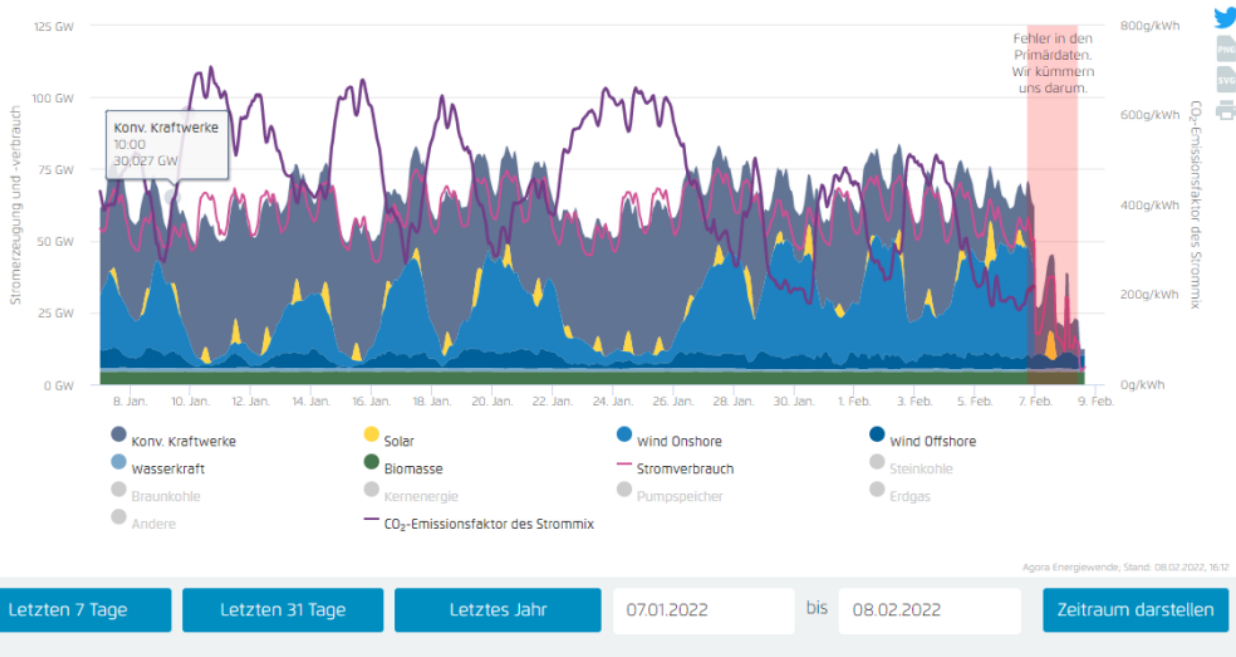 125 GW
100 GW
75 GW
50 GW
25 GW
0 GW
Stromerzeugung und -verbrauch
Konv. Kraftwerke
10:00
30,027 GW
Fehler in den
Primärdaten.
Wir kümmern
uns darum.
800g/kWh
600g/kWh
400g/kWh
200g/kWh
0g/kWh
CO₂-Emissionsfaktor des Strommix
PNG
SVG
8. Jan. 10. Jan. 12. Jan. 14. Jan. 16. Jan. 18. Jan. 20. Jan. 22. Jan. 24. Jan. 26. Jan. 28. Jan. 30. Jan. 1. Feb. 3. Feb. 5. Feb. 7. Feb. 9. Feb.
Konv. Kraftwerke Solar Wind Onshore Wind Offshore
Wasserkraft Biomasse Stromverbrauch Steinkohle
Braunkohle Kernenergie Pumpspeicher Erdgas
Andere CO₂-Emissionsfaktor des Strommix
Agora Energiewende, Stand: 08.02.2022, 16:12
Letzten 7 Tage Letzten 31 Tage Letztes Jahr 07.01.2022 bis 08.02.2022 Zeitraum darstellen